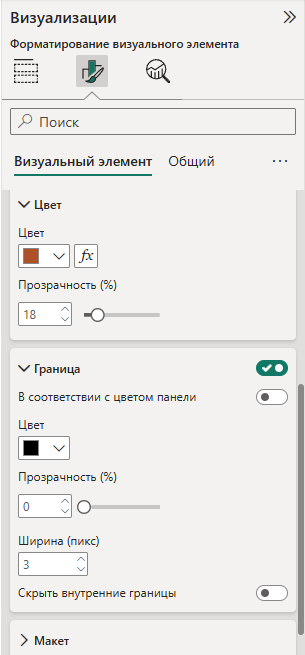 Визуализации
Форматирование визуального элемента
Поиск
Визуальный элемент Общий ...
Цвет
Цвет
fx
Прозрачность (%)
18
Граница
В соответствии с цветом панели
Цвет
Прозрачность (%)
0
Ширина (пикс)
3
Скрыть внутренние границы
Макет